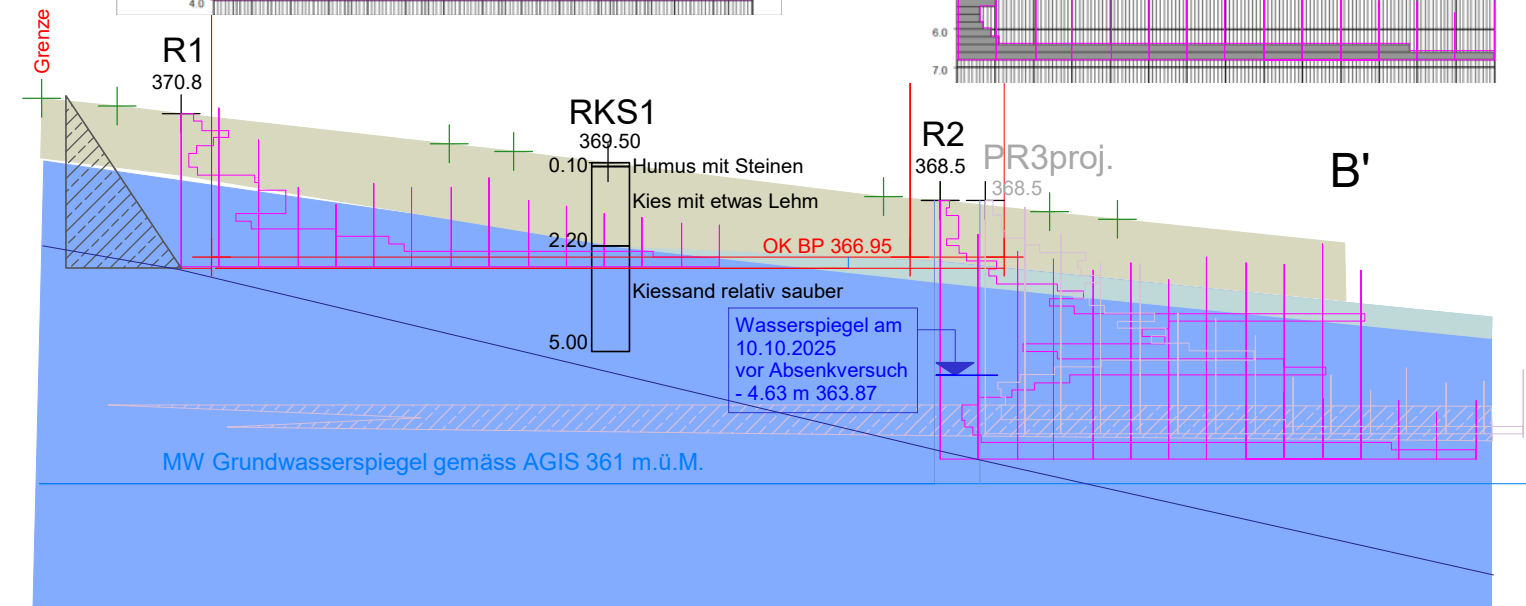 4.0
6.0
7.0
Grenze
R1
370.8
RKS1
369.50
0.10
Humus mit Steinen
Kies mit etwas Lehm
2.20
Kiessand relativ sauber
5.00
OK BP 366.95
R2
368.5
PR3proj.
368.5
B'
Wasserspiegel am
10.10.2025
vor Absenkversuch
- 4.63 m 363.87
MW Grundwasserspiegel gemäss AGIS 361 m.ü.M.